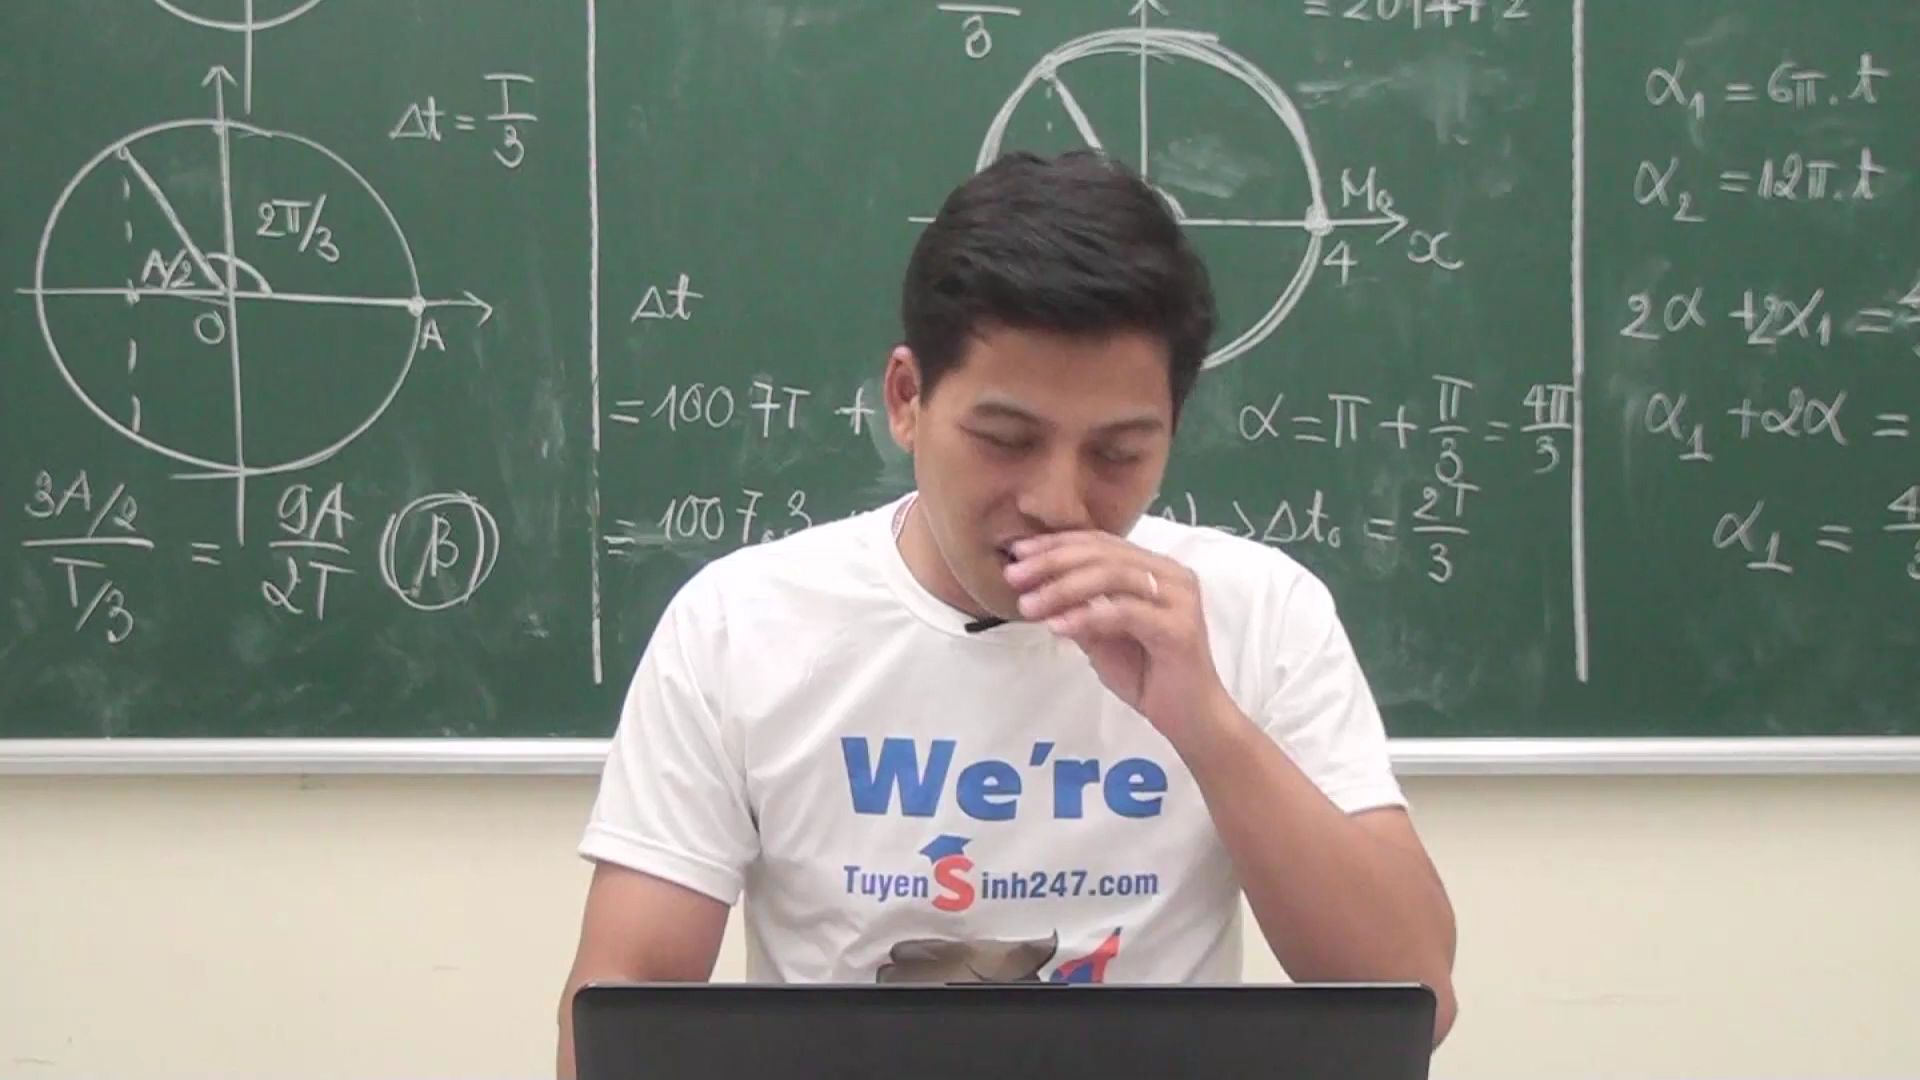 Δt = T/3
2π/3
A/2
O
A
3A/2 / T/3 = 9A/2T (B)
3
M₀
4
x
Δt
= 1007T +
= 1007.3
α = π + π/3 = 4π/3
=> Δt₀ = 2T/3
α₁ = 6π.t
α₂ = 12π.t
2α + 2α₁ =
α₁ + 2α =
α₁ =
We're
TuyenSinh247.com